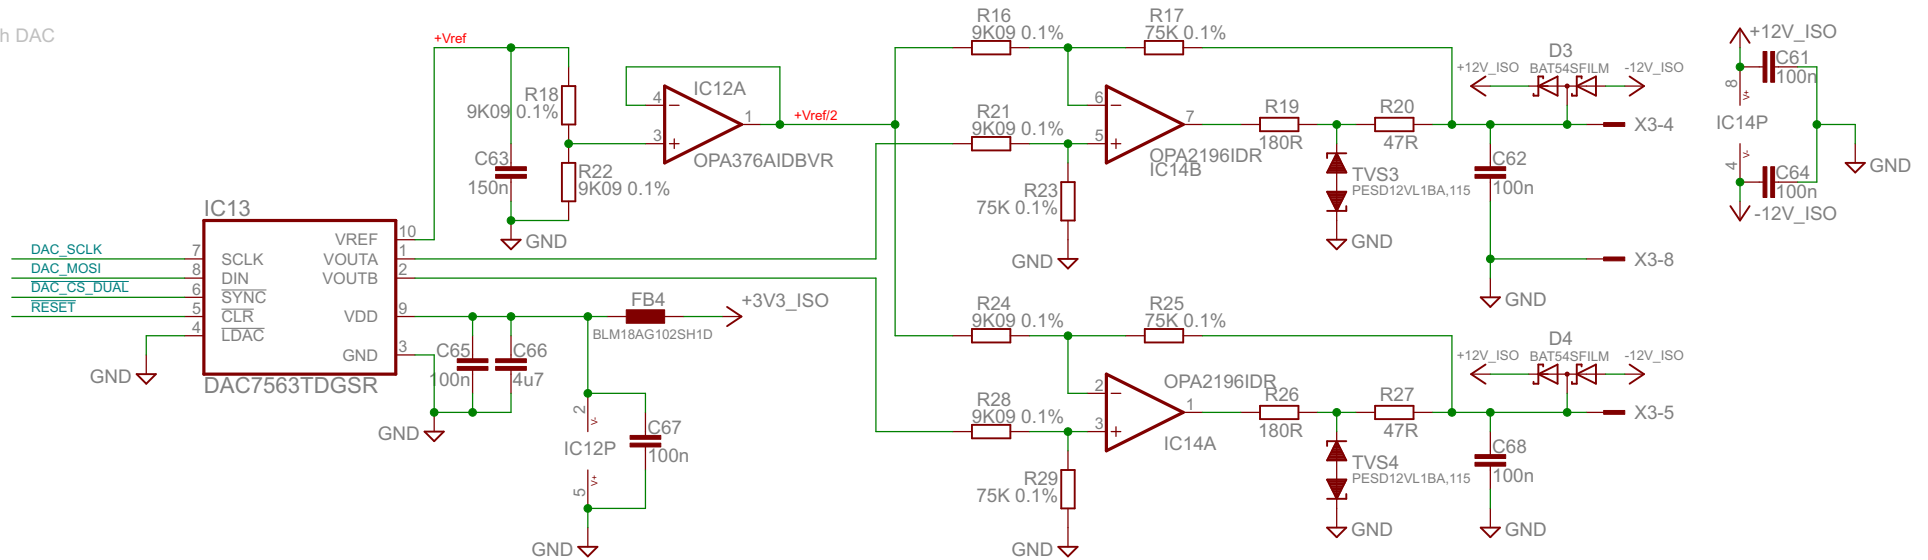 h DAC
+Vref
R18
9K09 0.1%
C63
150n
R22
9K09 0.1%
GND
4
3
1
IC12A
OPA376AIDBVR
+Vref/2
IC13
DAC_SCLK
DAC_MOSI
DAC_CS_DUAL
RESET
7
8
6
5
4
SCLK
DIN
SYNC
CLR
LDAC
VREF
VOUTA
VOUTB
VDD
GND
10
1
2
9
3
DAC7563TDGSR
GND
GND
C65
100n
C66
4u7
FB4
BLM18AG102SH1D
+3V3_ISO
2
V-
IC12P
5
V+
C67
100n
GND
R16
9K09 0.1%
R17
75K 0.1%
R21
9K09 0.1%
R23
75K 0.1%
GND
6
5
7
OPA2196IDR
IC14B
R19
180R
R20
47R
TVS3
PESD12VL1BA,115
GND
D3
BAT54SFILM
+12V_ISO
-12V_ISO
C62
100n
GND
X3-4
X3-8
R24
9K09 0.1%
R25
75K 0.1%
R28
9K09 0.1%
R29
75K 0.1%
GND
2
3
1
OPA2196IDR
IC14A
R26
180R
R27
47R
TVS4
PESD12VL1BA,115
GND
D4
BAT54SFILM
+12V_ISO
-12V_ISO
C68
100n
GND
X3-5
+12V_ISO
C61
100n
8
V+
IC14P
4
V-
C64
100n
-12V_ISO
GND